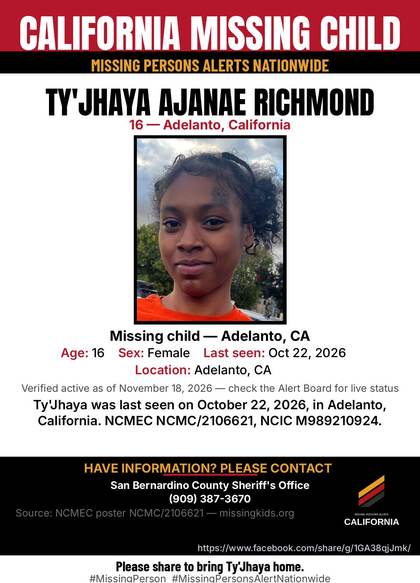 CALIFORNIA MISSING CHILD
MISSING PERSONS ALERTS NATIONWIDE
TY'JHAYA AJANAE RICHMOND
16 — Adelanto, California
Missing child — Adelanto, CA
Age: 16 Sex: Female Last seen: Oct 22, 2026
Location: Adelanto, CA
Verified active as of November 18, 2026 — check the Alert Board for live status
Ty'Jhaya was last seen on October 22, 2026, in Adelanto,
California. NCMEC NCMC/2106621, NCIC M989210924.
HAVE INFORMATION? PLEASE CONTACT
San Bernardino County Sheriff's Office
(909) 387-3670
Source: NCMEC poster NCMC/2106621 — missingkids.org
MISSING PERSONS ALERTS NATIONWIDE
CALIFORNIA
https://www.facebook.com/share/g/1GA38qjJmk/
Please share to bring Ty'Jhaya home.
#MissingPerson #MissingPersonsAlertNationwide